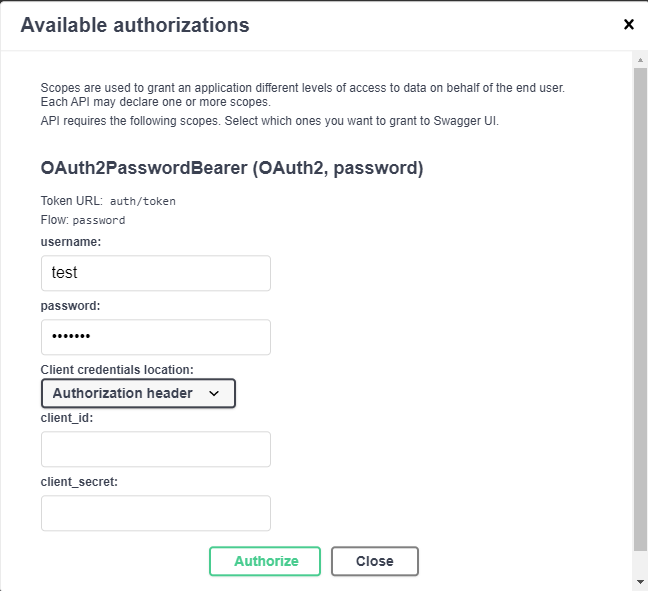 Available authorizations
Scopes are used to grant an application different levels of access to data on behalf of the end user.
Each API may declare one or more scopes.
API requires the following scopes. Select which ones you want to grant to Swagger UI.
OAuth2PasswordBearer (OAuth2, password)
Token URL: auth/token
Flow: password
username:
test
password:
•••••••
Client credentials location:
Authorization header
client_id:
client_secret:
Authorize Close